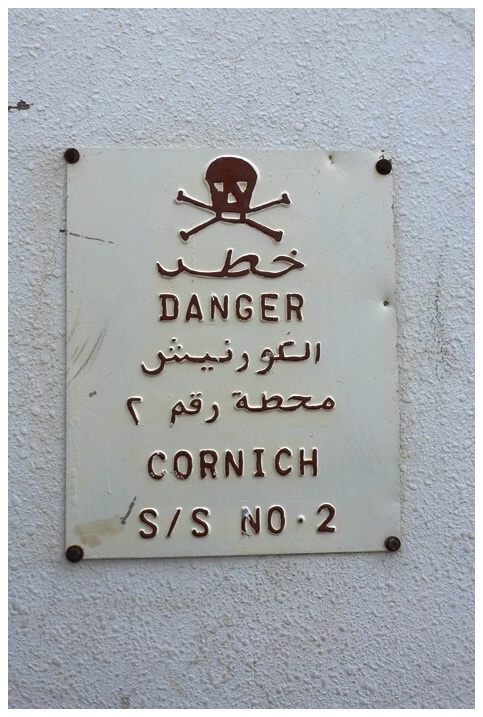 خطر
DANGER
الكورنيش
محطة رقم ٢
CORNICH
S/S NO·2